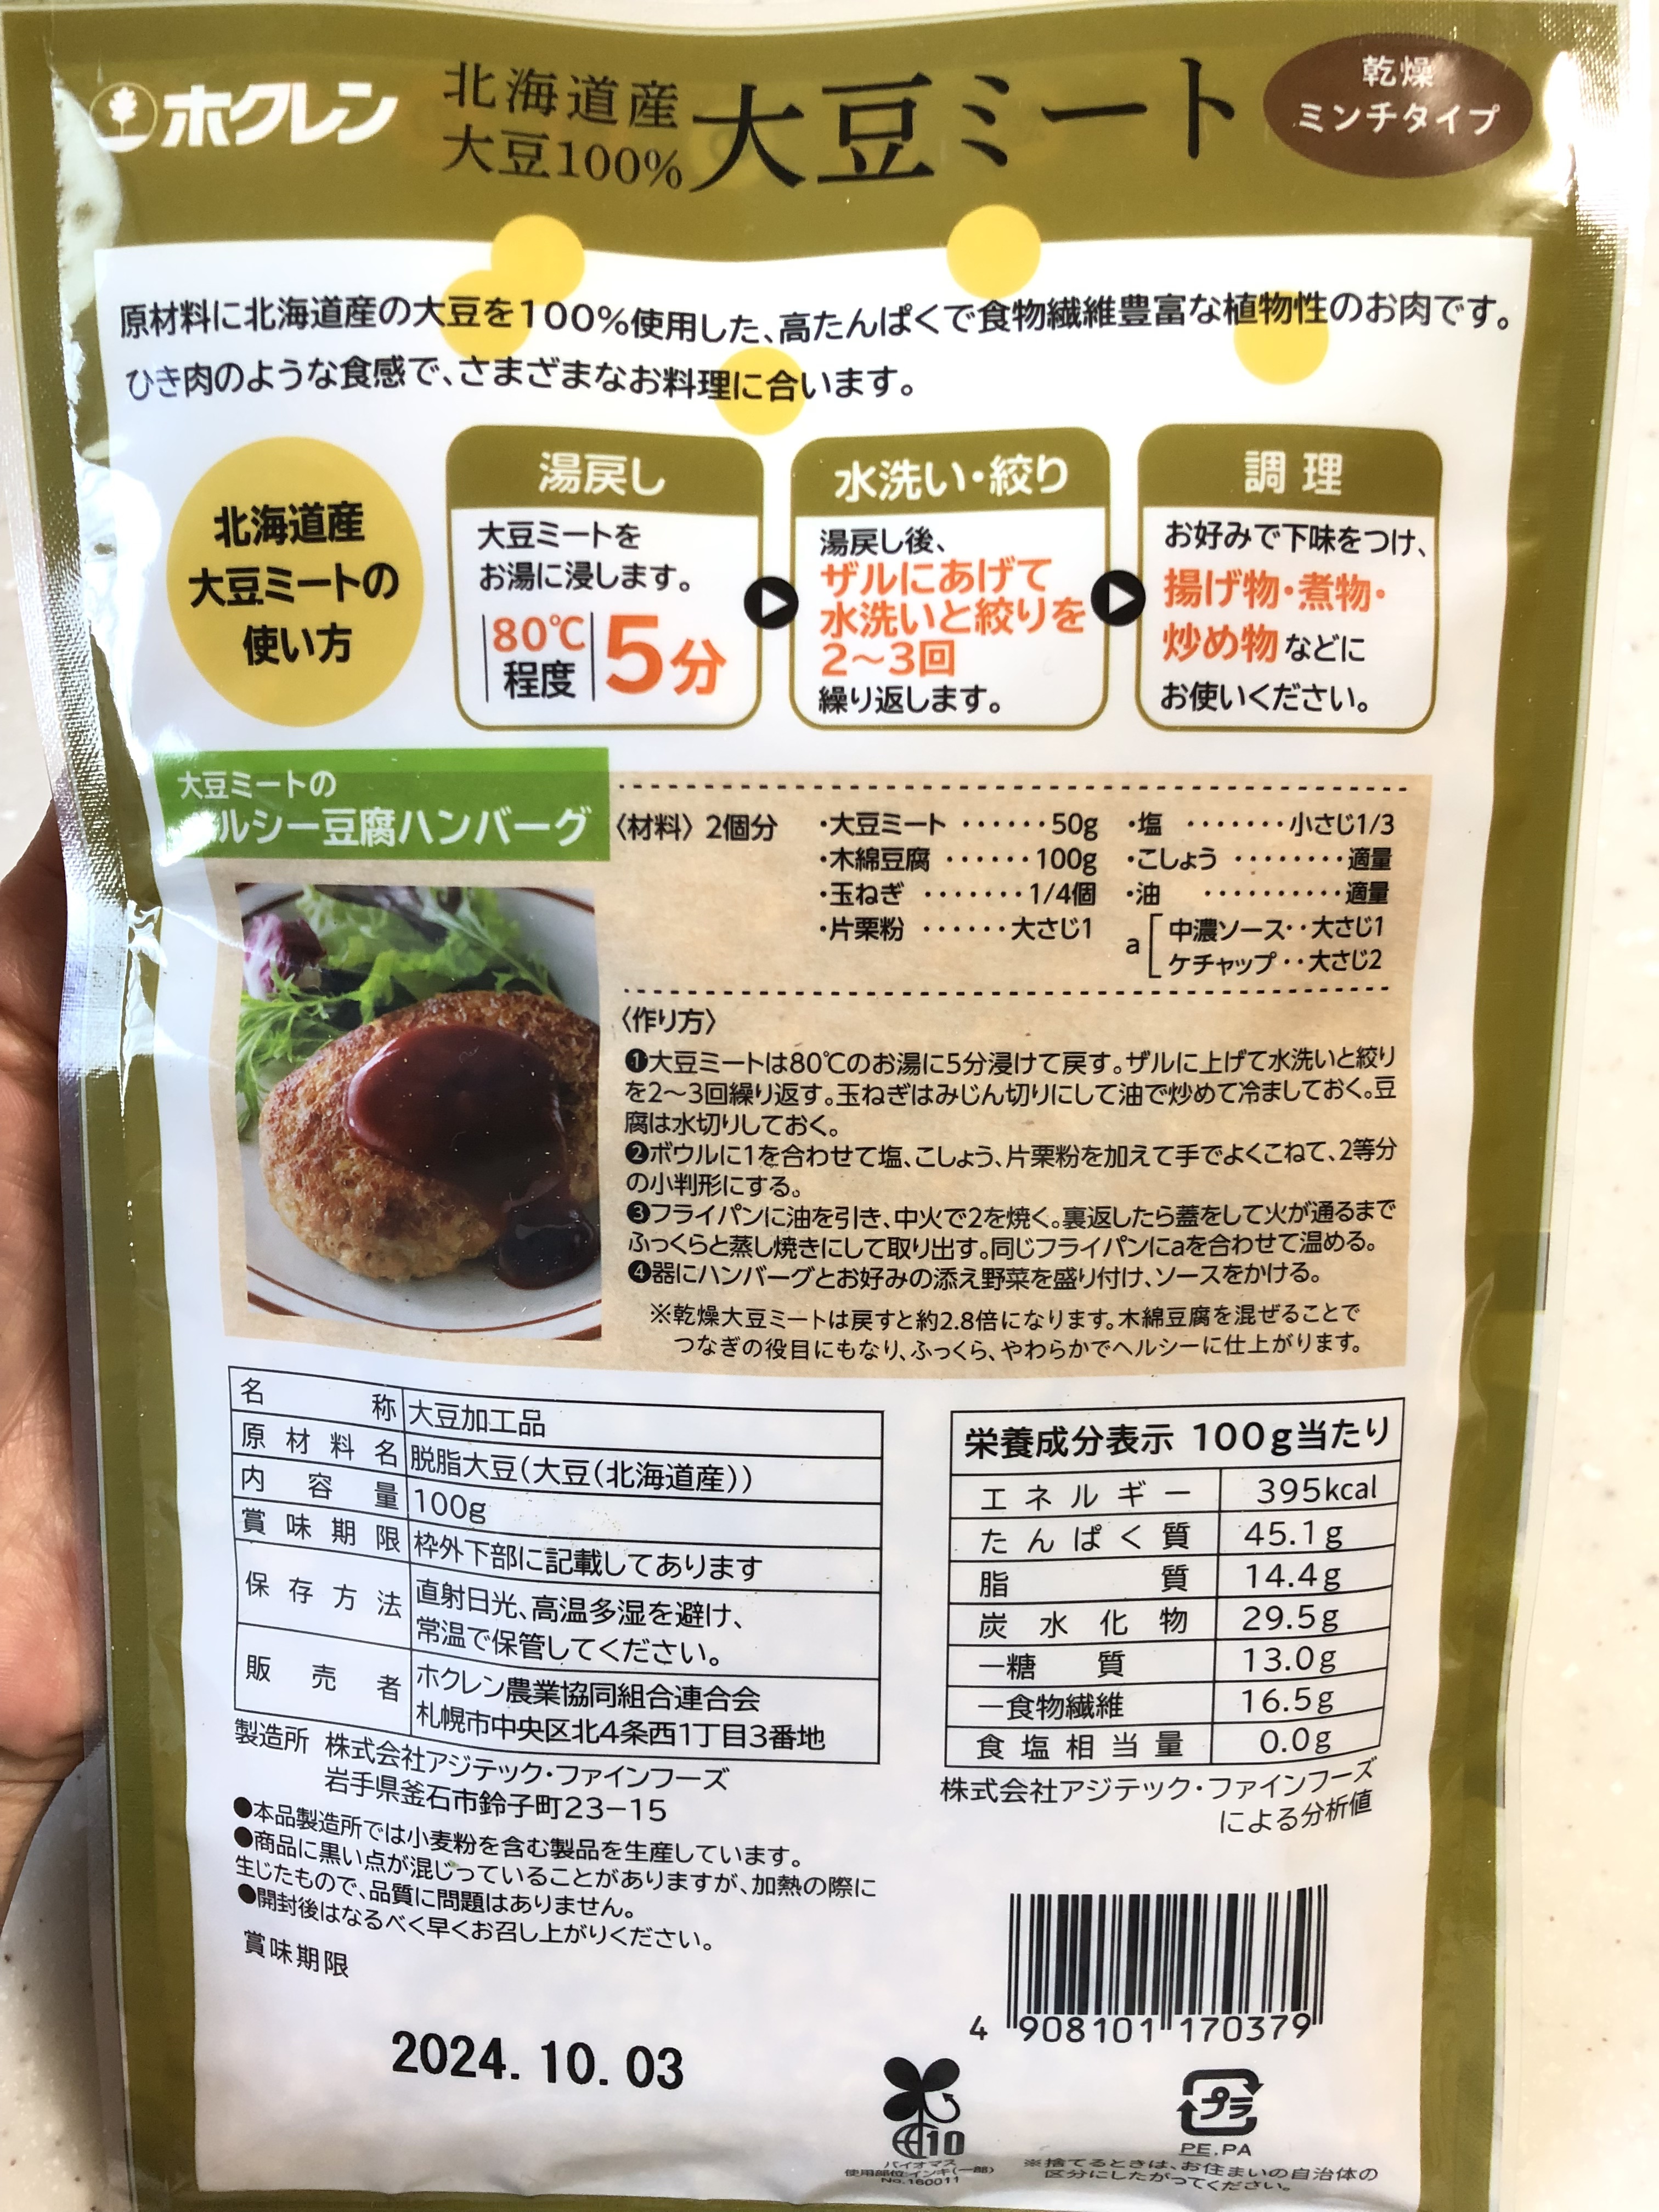 ホクレン
北海道産
大豆100%
大豆ミート
乾燥
ミンチタイプ
原材料に北海道産の大豆を100%使用した、高たんぱくで食物繊維豊富な植物性のお肉です。
ひき肉のような食感で、さまざまなお料理に合います。
北海道産
大豆ミートの
使い方
湯戻し
大豆ミートを
お湯に浸します。
80℃
程度
5分
水洗い・絞り
湯戻し後、
ザルにあげて
水洗いと絞りを
2～3回
繰り返します。
調理
お好みで下味をつけ、
揚げ物・煮物・
炒め物などに
お使いください。
大豆ミートの
ルシー豆腐ハンバーグ
〈材料〉2個分
・大豆ミート ······50g
・木綿豆腐 ······100g
・玉ねぎ ·······1/4個
・片栗粉 ······大さじ1
・塩 ·······小さじ1/3
・こしょう ········適量
・油 ··········適量
a
中濃ソース··大さじ1
ケチャップ··大さじ2
〈作り方〉
❶大豆ミートは80℃のお湯に5分浸けて戻す。ザルに上げて水洗いと絞り
を2～3回繰り返す。玉ねぎはみじん切りにして油で炒めて冷ましておく。豆
腐は水切りしておく。
❷ボウルに1を合わせて塩、こしょう、片栗粉を加えて手でよくこねて、2等分
の小判形にする。
❸フライパンに油を引き、中火で2を焼く。裏返したら蓋をして火が通るまで
ふっくらと蒸し焼きにして取り出す。同じフライパンにaを合わせて温める。
❹器にハンバーグとお好みの添え野菜を盛り付け、ソースをかける。
※乾燥大豆ミートは戻すと約2.8倍になります。木綿豆腐を混ぜることで
つなぎの役目にもなり、ふっくら、やわらかでヘルシーに仕上がります。
名称 大豆加工品
原材料名 脱脂大豆(大豆(北海道産))
内容量 100g
賞味期限 枠外下部に記載してあります
保存方法 直射日光、高温多湿を避け、
常温で保管してください。
販売者 ホクレン農業協同組合連合会
札幌市中央区北4条西1丁目3番地
製造所 株式会社アジテック・ファインフーズ
岩手県釜石市鈴子町23−15
●本品製造所では小麦粉を含む製品を生産しています。
●商品に黒い点が混じっていることがありますが、加熱の際に
生じたもので、品質に問題はありません。
●開封後はなるべく早くお召し上がりください。
賞味期限
2024.10.03
栄養成分表示 100g当たり
エネルギー 395kcal
たんぱく質 45.1g
脂質 14.4g
炭水化物 29.5g
−糖質 13.0g
−食物繊維 16.5g
食塩相当量 0.0g
株式会社アジテック・ファインフーズ
による分析値
4 908101 170379
10
バイオマス
使用部位:インキ(一部)
No.160011
プラ
PE,PA
※捨てるときは、お住まいの自治体の
区分にしたがってください。